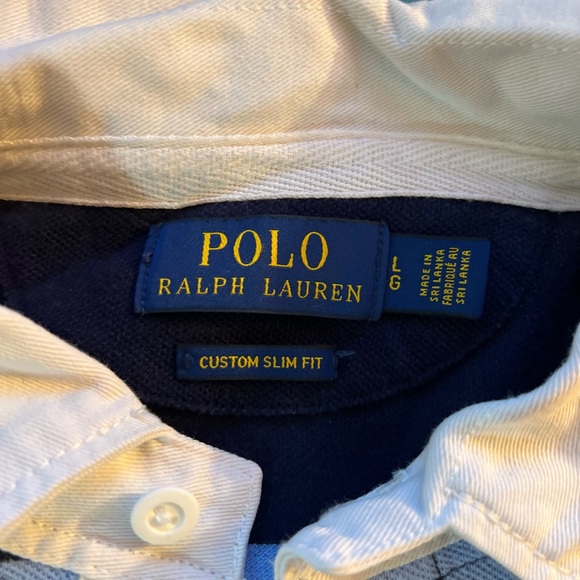 POLO
RALPH LAUREN
L
G
MADE IN
SRI LANKA
FABRIQUÉ AU
SRI LANKA
CUSTOM SLIM FIT